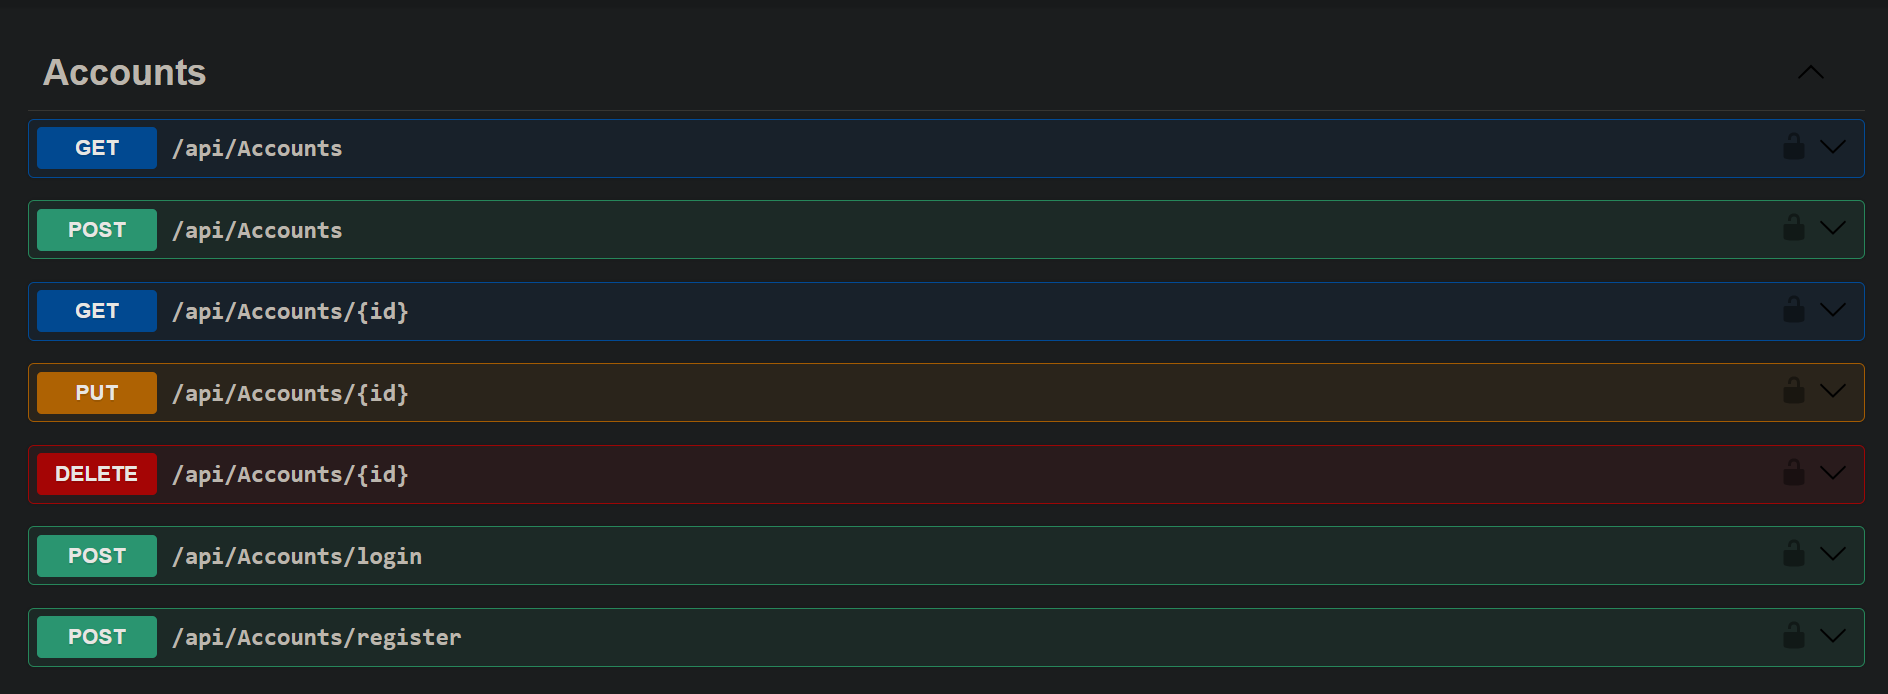 Accounts
GET /api/Accounts
POST /api/Accounts
GET /api/Accounts/{id}
PUT /api/Accounts/{id}
DELETE /api/Accounts/{id}
POST /api/Accounts/login
POST /api/Accounts/register